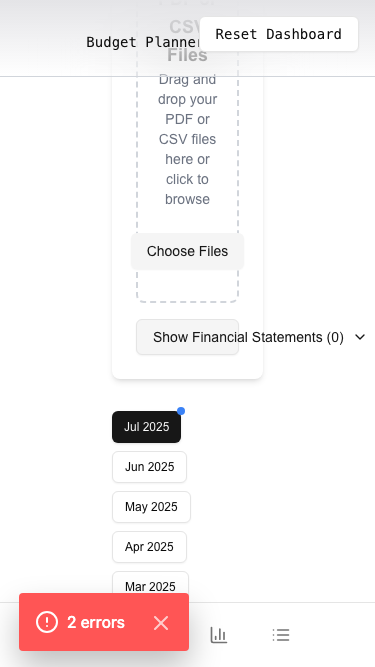 Budget Planner
Reset Dashboard
CSV
Files
Drag and
drop your
PDF or
CSV files
here or
click to
browse
Choose Files
Show Financial Statements (0)
Jul 2025
Jun 2025
May 2025
Apr 2025
Mar 2025
2 errors